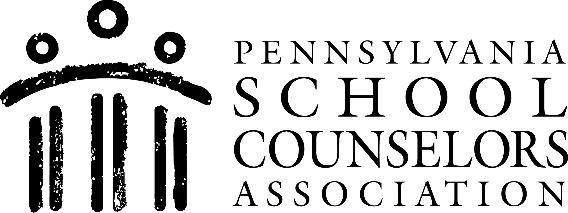 PENNSYLVANIA
SCHOOL
COUNSELORS
ASSOCIATION